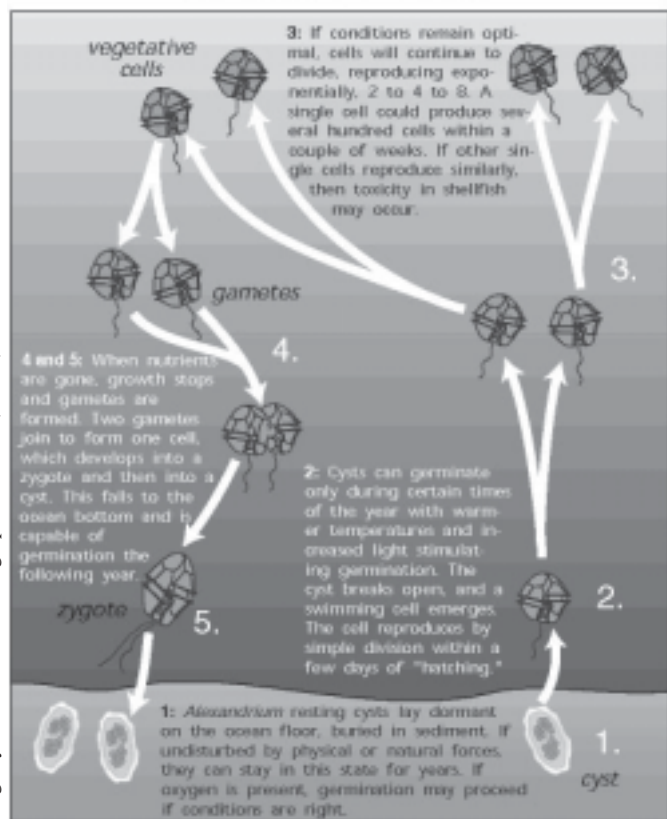 vegetative
cells
3: If conditions remain opti-
mal, cells will continue to
divide, reproducing expo-
nentially, 2 to 4 to 8. A
single cell could produce sev-
eral hundred cells within a
couple of weeks. If other sin-
gle cells reproduce similarly,
then toxicity in shellfish
may occur.
3.
gametes
4.
4 and 5: When nutrients
are gone, growth stops
and gametes are
formed. Two gametes
join to form one cell,
which develops into a
zygote and then into a
cyst. This falls to the
ocean bottom and is
capable of
germination the
following year.
2: Cysts can germinate
only during certain times
of the year with warm-
er temperatures and in-
creased light stimulat-
ing germination. The
cyst breaks open, and a
swimming cell emerges.
The cell reproduces by
simple division within a
few days of "hatching."
2.
zygote
5.
1: Alexandrium resting cysts lay dormant
on the ocean floor, buried in sediment. If
undisturbed by physical or natural forces,
they can stay in this state for years. If
oxygen is present, germination may proceed
if conditions are right.
1.
cyst